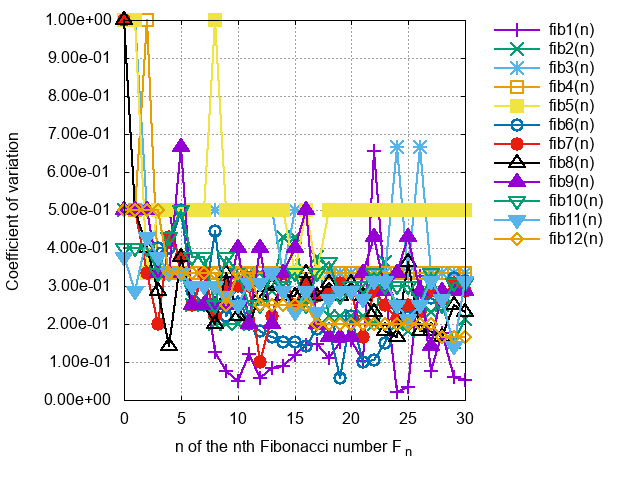 1.00e+00
9.00e-01
8.00e-01
7.00e-01
6.00e-01
5.00e-01
4.00e-01
3.00e-01
2.00e-01
1.00e-01
0.00e+00
Coefficient of variation
0 5 10 15 20 25 30
n of the nth Fibonacci number F n
fib1(n)
fib2(n)
fib3(n)
fib4(n)
fib5(n)
fib6(n)
fib7(n)
fib8(n)
fib9(n)
fib10(n)
fib11(n)
fib12(n)